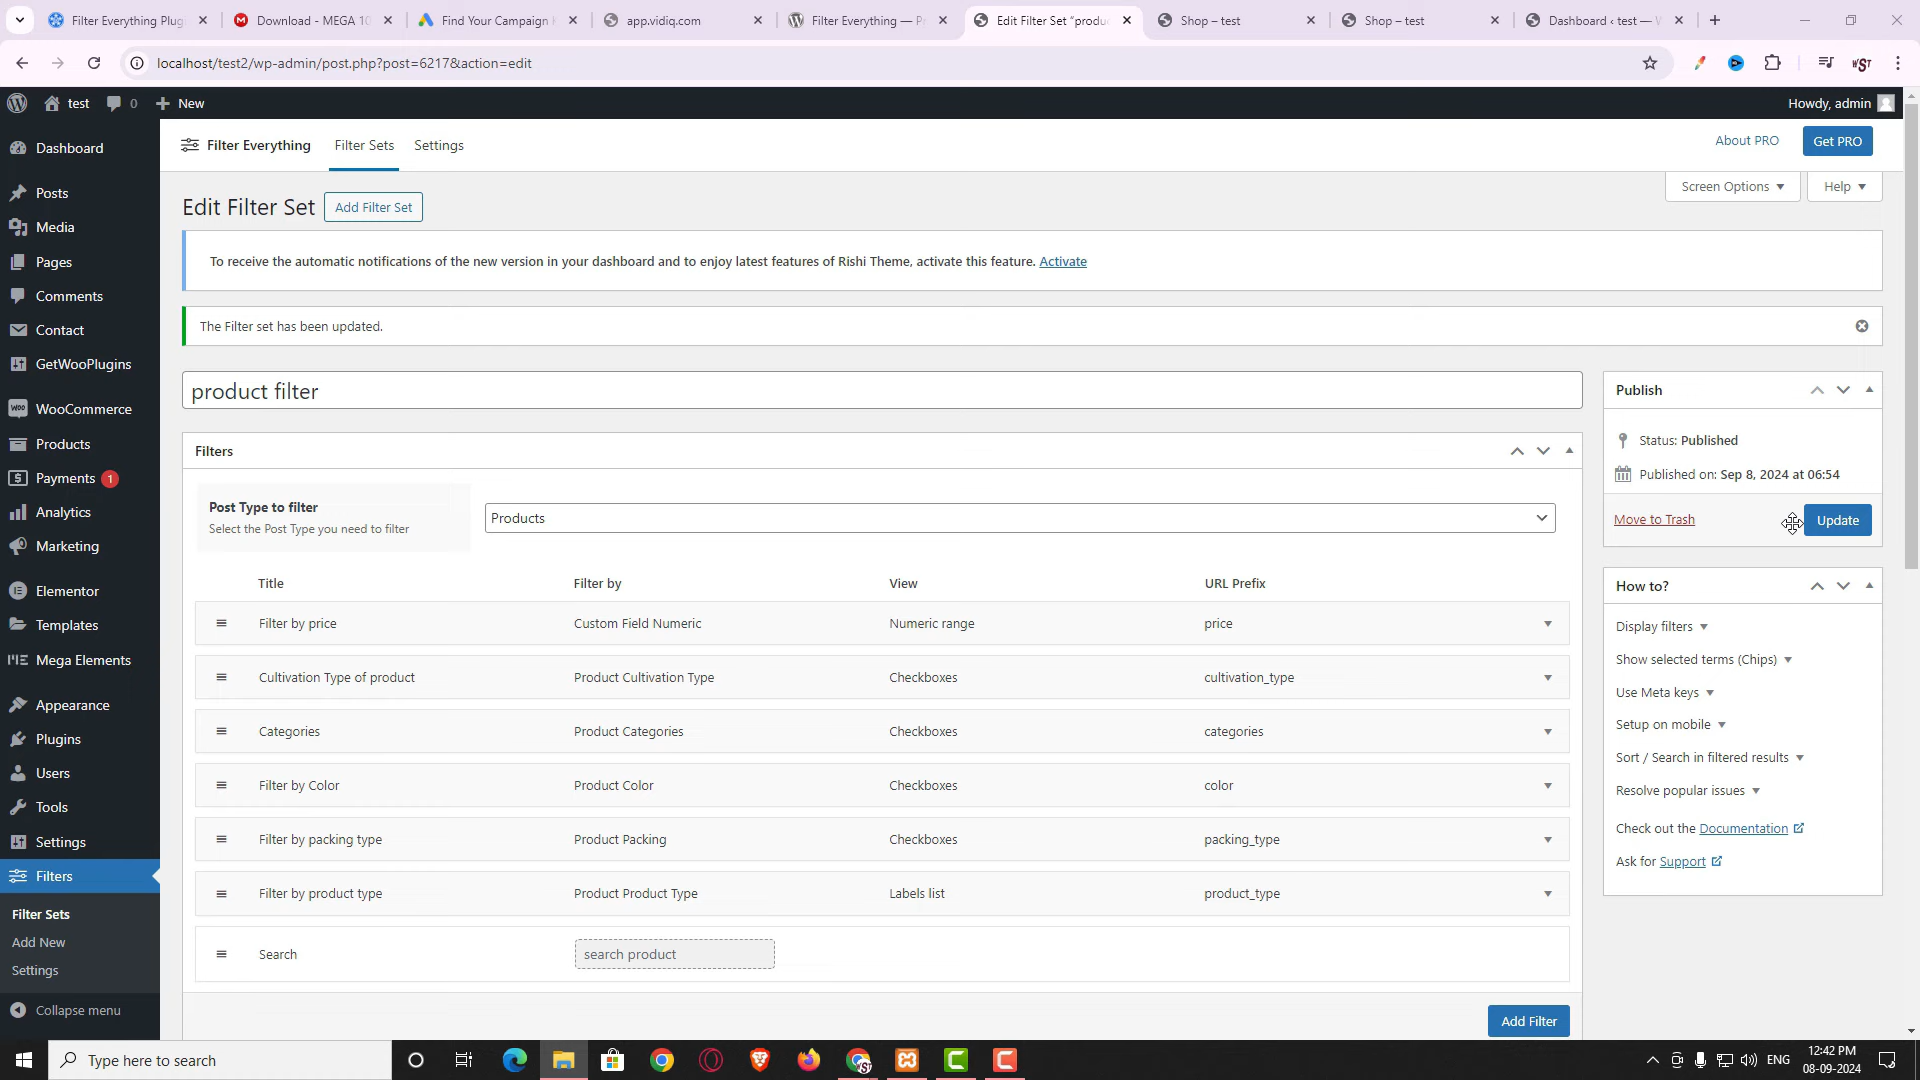 Filter Everything Plug
Download - MEGA 10
Find Your Campaign
app.vidiq.com
Filter Everything — P
Edit Filter Set "produc
Shop – test
Shop – test
Dashboard ‹ test —
localhost/test2/wp-admin/post.php?post=6217&action=edit
test
0
New
Howdy, admin
Dashboard
Posts
Media
Pages
Comments
Contact
GetWooPlugins
WooCommerce
Products
Payments 1
Analytics
Marketing
Elementor
Templates
Mega Elements
Appearance
Plugins
Users
Tools
Settings
Filters
Filter Sets
Add New
Settings
Collapse menu
Filter Everything
Filter Sets
Settings
About PRO
Get PRO
Screen Options
Help
Edit Filter Set
Add Filter Set
To receive the automatic notifications of the new version in your dashboard and to enjoy latest features of Rishi Theme, activate this feature. Activate
The Filter set has been updated.
product filter
Filters
Post Type to filter
Select the Post Type you need to filter
Products
Title Filter by View URL Prefix
Filter by price Custom Field Numeric Numeric range price
Cultivation Type of product Product Cultivation Type Checkboxes cultivation_type
Categories Product Categories Checkboxes categories
Filter by Color Product Color Checkboxes color
Filter by packing type Product Packing Checkboxes packing_type
Filter by product type Product Product Type Labels list product_type
Search search product
Add Filter
Publish
Status: Published
Published on: Sep 8, 2024 at 06:54
Move to Trash
Update
How to?
Display filters
Show selected terms (Chips)
Use Meta keys
Setup on mobile
Sort / Search in filtered results
Resolve popular issues
Check out the Documentation
Ask for Support
Type here to search
ENG
12:42 PM
08-09-2024